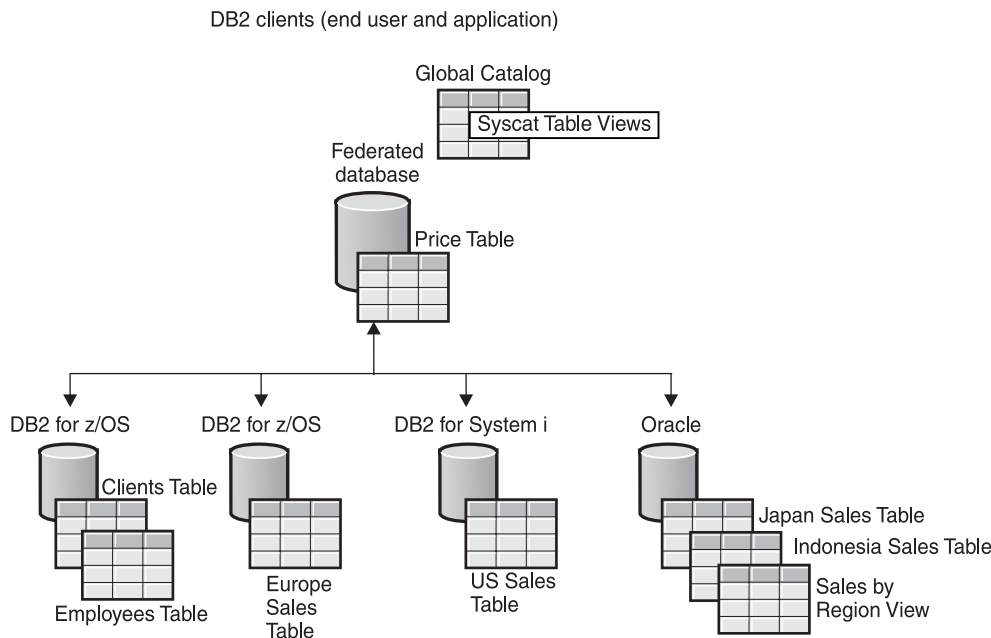 DB2 clients (end user and application)
Global Catalog
Syscat Table Views
Federated
database
Price Table
DB2 for z/OS
DB2 for z/OS
DB2 for System i
Oracle
Clients Table
Employees Table
Europe
Sales
Table
US Sales
Table
Japan Sales Table
Indonesia Sales Table
Sales by
Region View